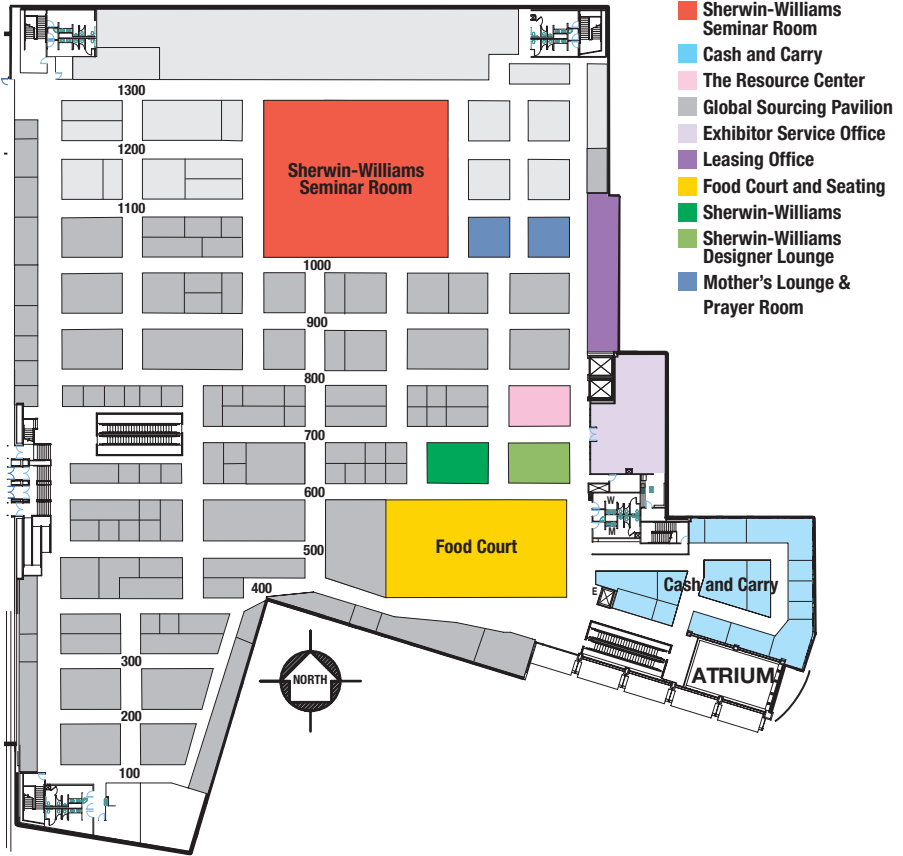 Sherwin-Williams
Seminar Room
Cash and Carry
The Resource Center
Global Sourcing Pavilion
Exhibitor Service Office
Leasing Office
Food Court and Seating
Sherwin-Williams
Sherwin-Williams
Designer Lounge
Mother's Lounge &
Prayer Room
1300
1200
Sherwin-Williams
Seminar Room
1100
1000
900
800
700
600
W
M
500
Food Court
400
E
Cash and Carry
300
NORTH
ATRIUM
200
100